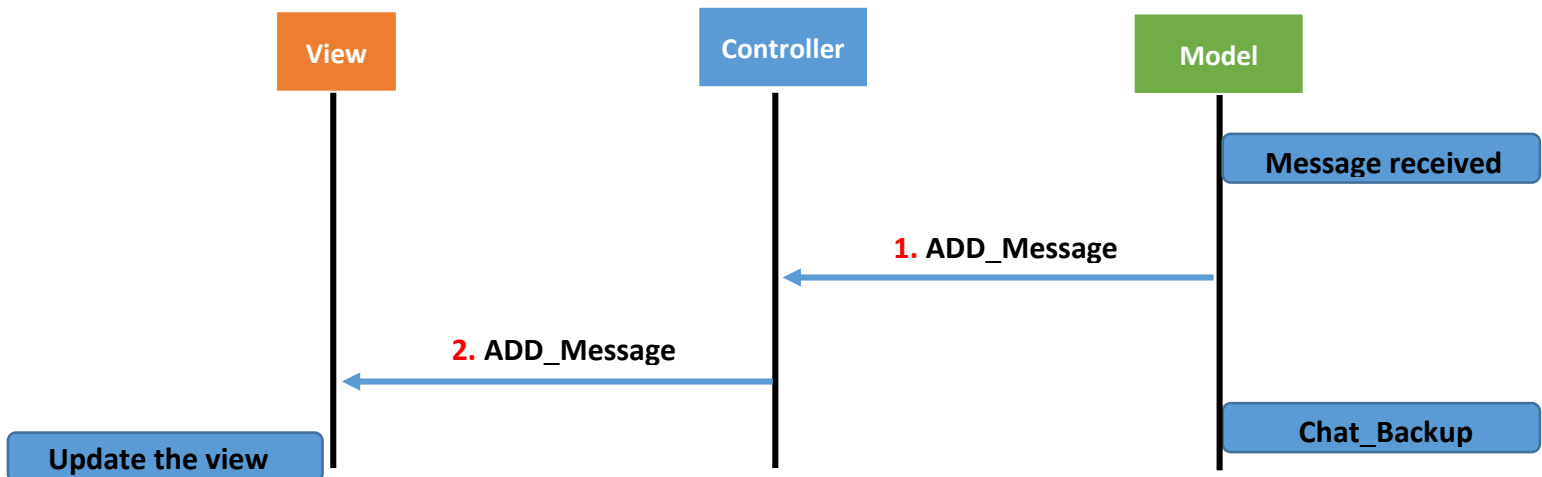 View
Controller
Model
Message received
1. ADD_Message
2. ADD_Message
Chat_Backup
Update the view